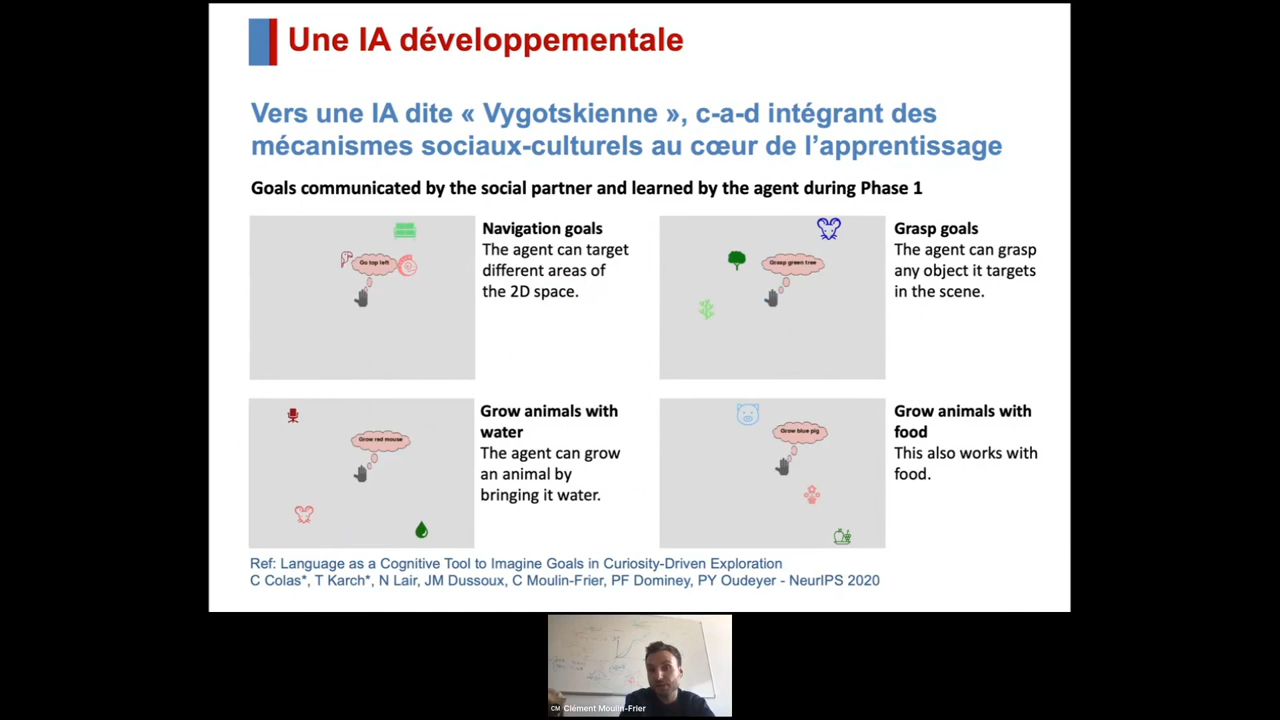 Une IA développementale
Vers une IA dite « Vygotskienne », c-a-d intégrant des
mécanismes sociaux-culturels au cœur de l’apprentissage
Goals communicated by the social partner and learned by the agent during Phase 1
Go top left
Navigation goals
The agent can target
different areas of
the 2D space.
Grasp green tree
Grasp goals
The agent can grasp
any object it targets
in the scene.
Grow red mouse
Grow animals with
water
The agent can grow
an animal by
bringing it water.
Grow blue pig
Grow animals with
food
This also works with
food.
Ref: Language as a Cognitive Tool to Imagine Goals in Curiosity-Driven Exploration
C Colas*, T Karch*, N Lair, JM Dussoux, C Moulin-Frier, PF Dominey, PY Oudeyer - NeurIPS 2020
CM Clément Moulin-Frier